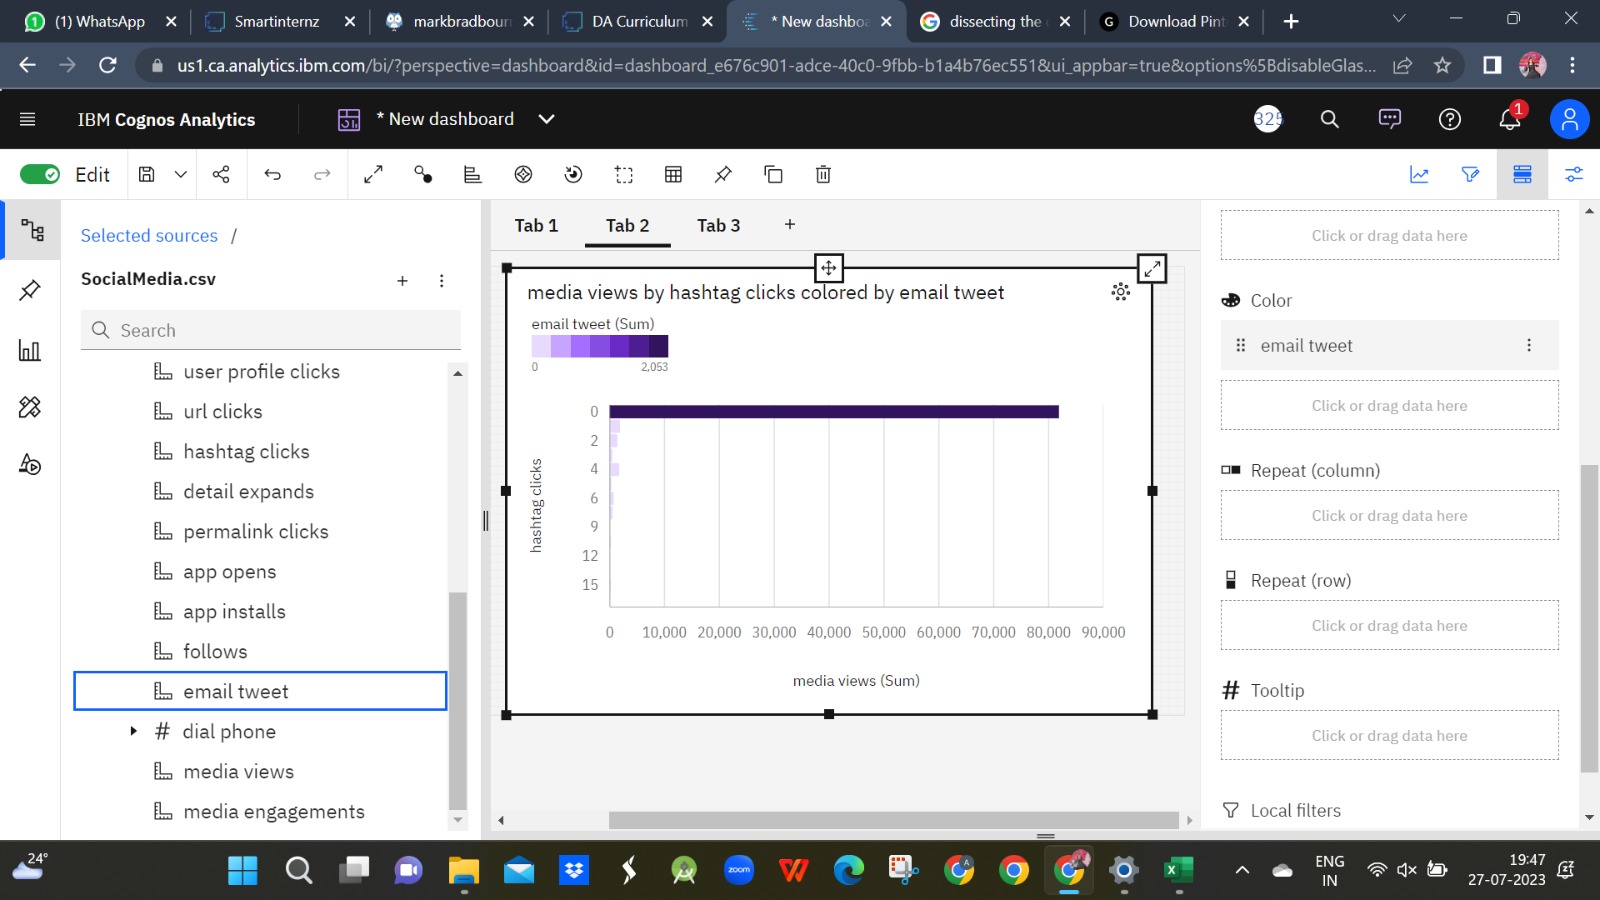 (1) WhatsApp
Smartinternz
markbradbourn
DA Curriculum
* New dashboa
dissecting the
Download Pint
us1.ca.analytics.ibm.com/bi/?perspective=dashboard&id=dashboard_e676c901-adce-40c0-9fbb-b1a4b76ec551&ui_appbar=true&options%5BdisableGlas...
IBM Cognos Analytics
* New dashboard
325
1
Edit
Selected sources /
SocialMedia.csv
Search
user profile clicks
url clicks
hashtag clicks
detail expands
permalink clicks
app opens
app installs
follows
email tweet
dial phone
media views
media engagements
Tab 1
Tab 2
Tab 3
media views by hashtag clicks colored by email tweet
email tweet (Sum)
0 2,053
hashtag clicks
0
2
4
6
9
12
15
0 10,000 20,000 30,000 40,000 50,000 60,000 70,000 80,000 90,000
media views (Sum)
Click or drag data here
Color
email tweet
Click or drag data here
Repeat (column)
Click or drag data here
Repeat (row)
Click or drag data here
Tooltip
Click or drag data here
Local filters
24°
zoom
A
ENG
IN
19:47
27-07-2023